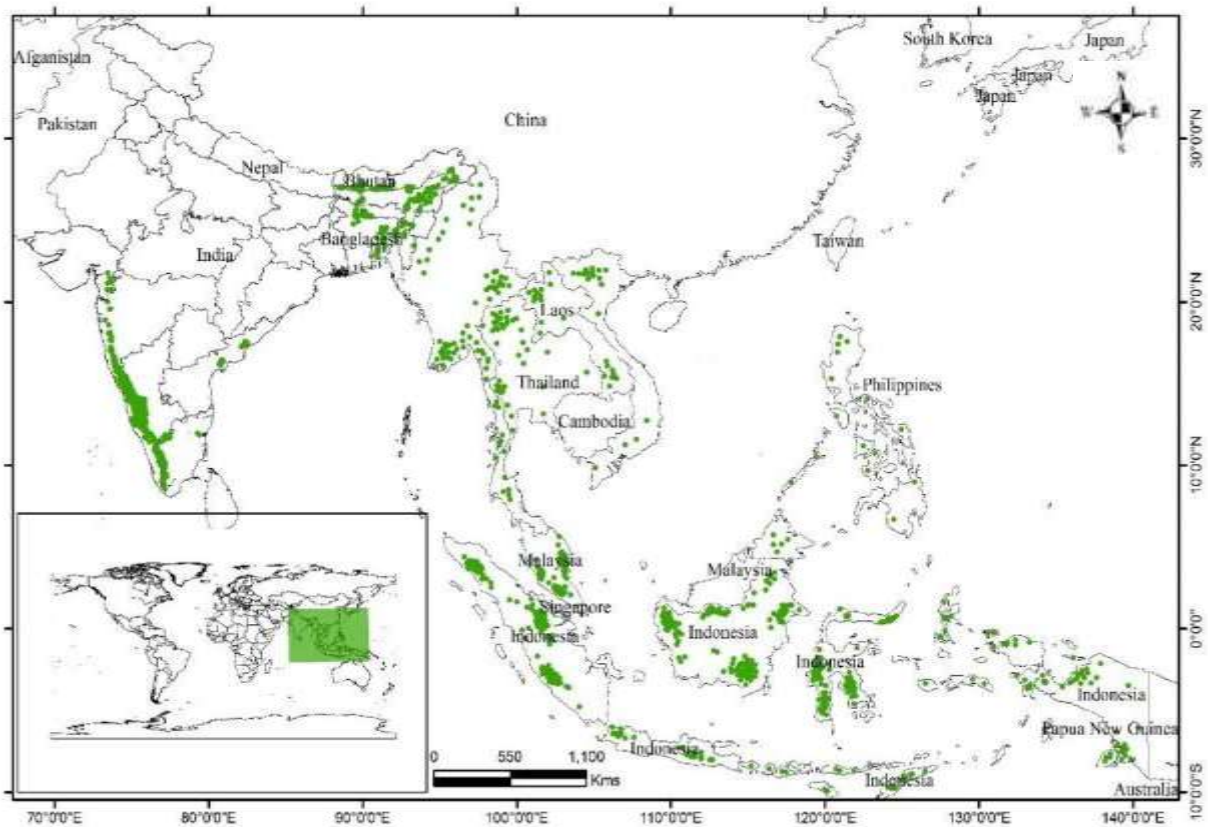 South Korea
Japan
Afganistan
Japan
Japan
N
W E
S
Pakistan
China
30°0'0"N
Nepal
Bhutan
Bangladesh
India
Taiwan
20°0'0"N
Laos
Thailand
Philippines
Cambodia
10°0'0"N
Malaysia
Malaysia
Singapore
Indonesia
Indonesia
0°0'0"
Indonesia
Indonesia
Papua New Guinea
Indonesia
Indonesia
0 550 1,100
Kms
Australia
10°0'0"S
70°0'0"E 80°0'0"E 90°0'0"E 100°0'0"E 110°0'0"E 120°0'0"E 130°0'0"E 140°0'0"E